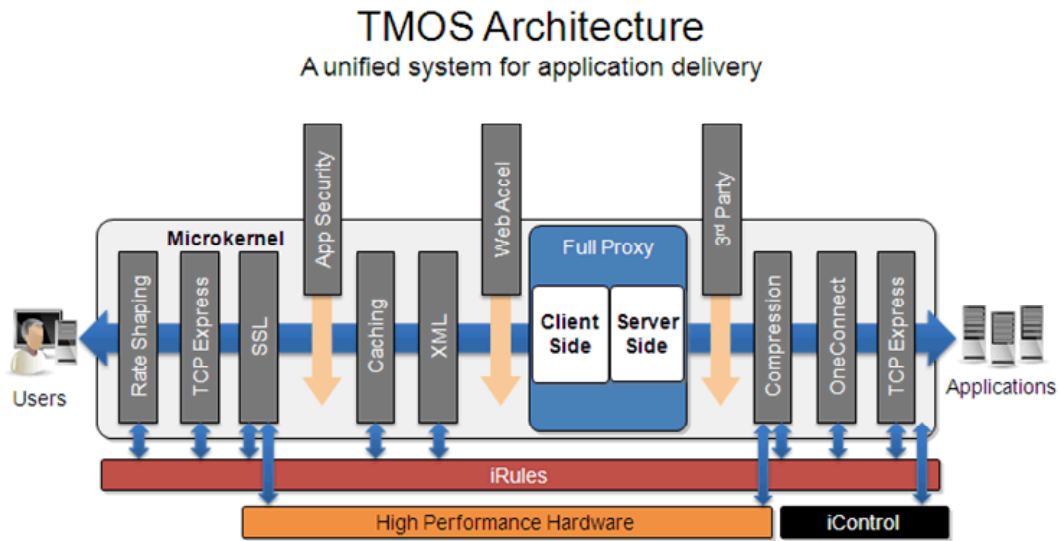 TMOS Architecture
A unified system for application delivery
Microkernel
Rate Shaping
TCP Express
SSL
App Security
Caching
XML
Web Accel
Full Proxy
Client
Side
Server
Side
3rd Party
Compression
OneConnect
TCP Express
Users
Applications
iRules
High Performance Hardware
iControl